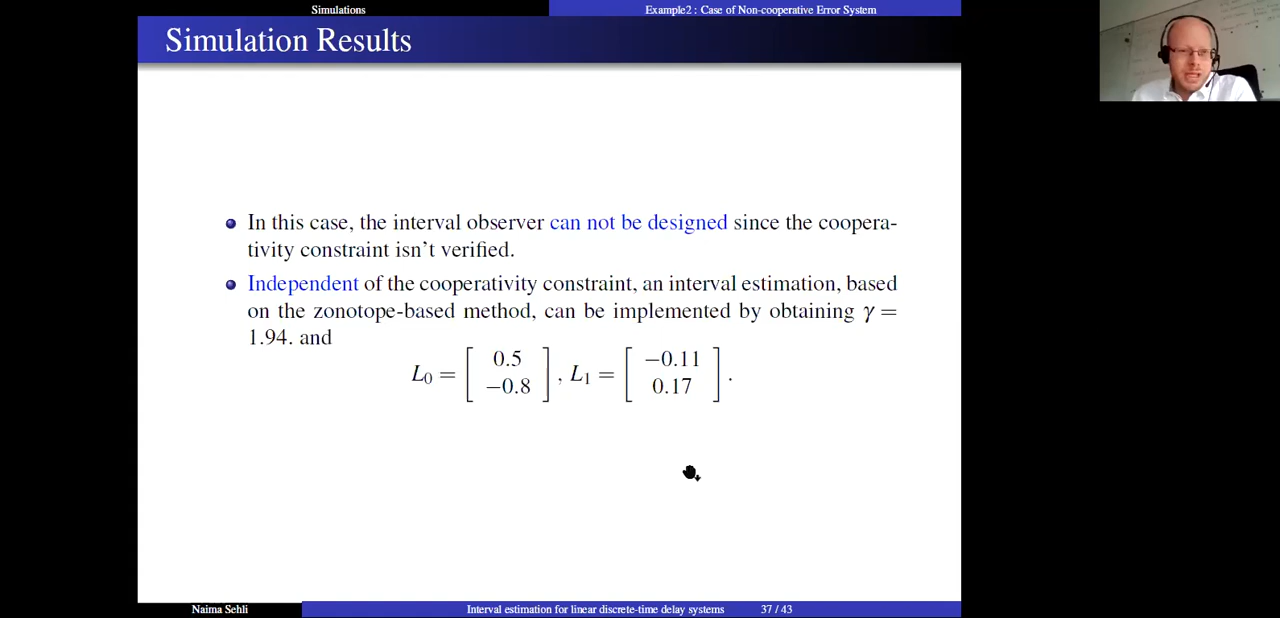 Simulations
Example2 : Case of Non-cooperative Error System
Simulation Results
In this case, the interval observer can not be designed since the coopera-
tivity constraint isn't verified.
Independent of the cooperativity constraint, an interval estimation, based
on the zonotope-based method, can be implemented by obtaining γ =
1.94. and
L0 = [ 0.5 −0.8 ] , L1 = [ −0.11 0.17 ] .
Naima Sehli
Interval estimation for linear discrete-time delay systems
37 / 43